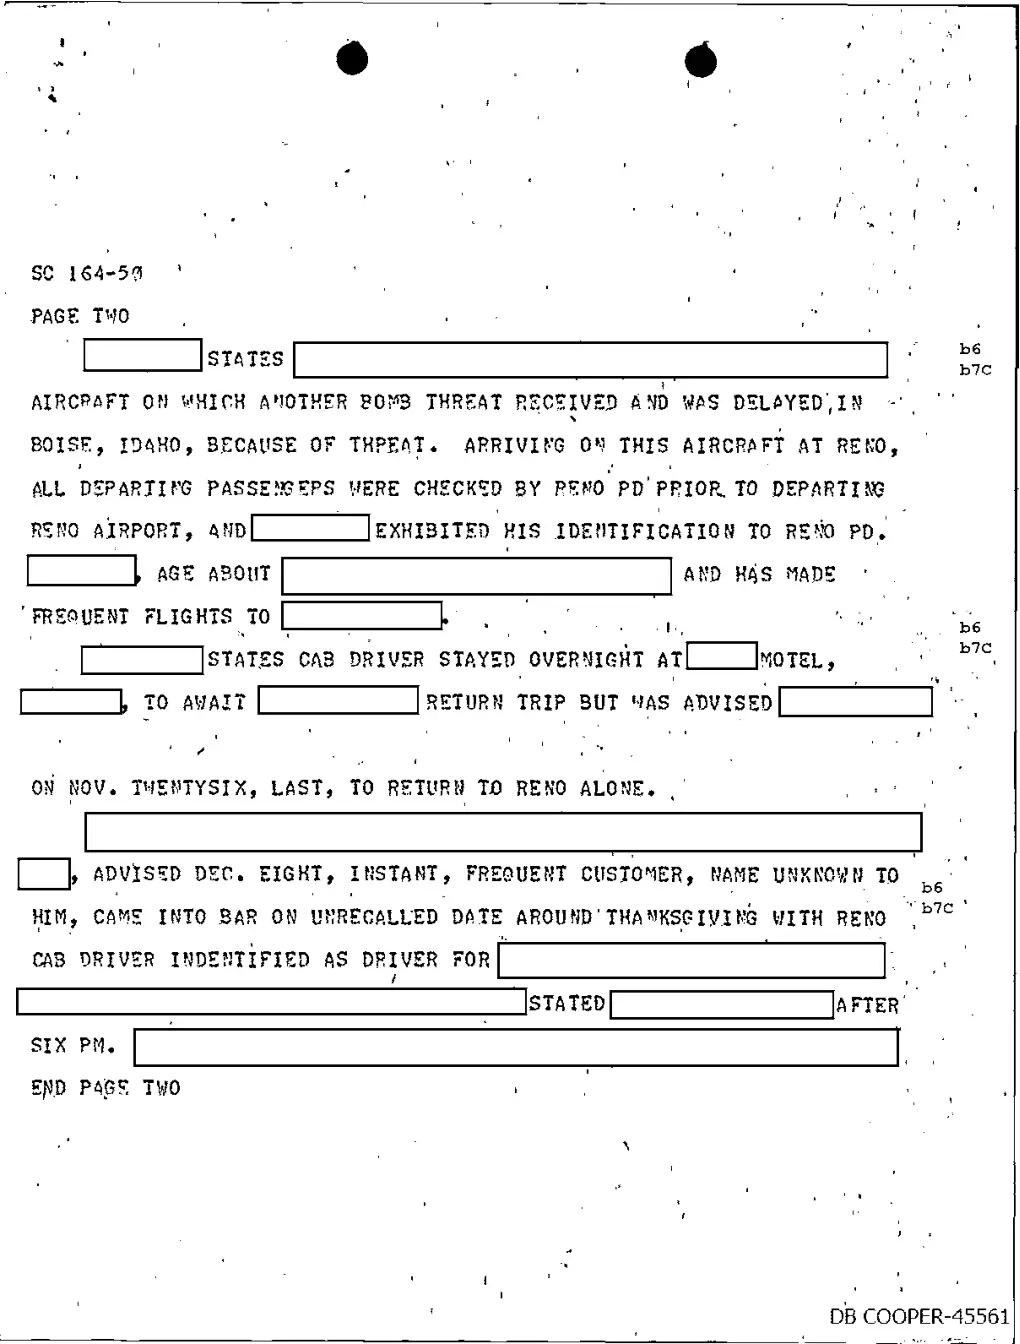 SC 164-50
PAGE TWO
STATES
b6
b7C
AIRCRAFT ON WHICH ANOTHER BOMB THREAT RECEIVED AND WAS DELAYED IN
BOISE, IDAHO, BECAUSE OF THREAT. ARRIVING ON THIS AIRCRAFT AT RENO,
ALL DEPARTING PASSENGERS WERE CHECKED BY RENO PD PRIOR TO DEPARTING
RENO AIRPORT, AND EXHIBITED HIS IDENTIFICATION TO RENO PD.
, AGE ABOUT AND HAS MADE
FREQUENT FLIGHTS TO .
b6
b7C
STATES CAB DRIVER STAYED OVERNIGHT AT MOTEL,
, TO AWAIT RETURN TRIP BUT WAS ADVISED
ON NOV. TWENTYSIX, LAST, TO RETURN TO RENO ALONE.
, ADVISED DEC. EIGHT, INSTANT, FREQUENT CUSTOMER, NAME UNKNOWN TO
b6
b7C
HIM, CAME INTO BAR ON UNRECALLED DATE AROUND THANKSGIVING WITH RENO
CAB DRIVER INDENTIFIED AS DRIVER FOR
STATED AFTER
SIX PM.
END PAGE TWO
DB COOPER-45561